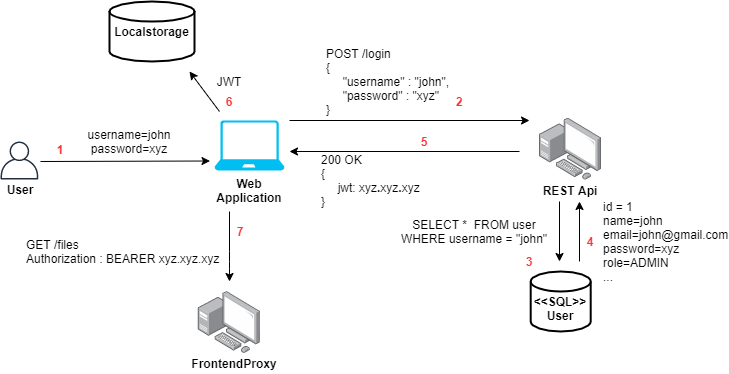 Localstorage
JWT
6
POST /login
{
"username" : "john",
"password" : "xyz"
}
2
1
username=john
password=xyz
5
200 OK
{
jwt: xyz.xyz.xyz
}
User
Web
Application
REST Api
7
GET /files
Authorization : BEARER xyz.xyz.xyz
SELECT * FROM user
WHERE username = "john"
3
4
id = 1
name=john
email=john@gmail.com
password=xyz
role=ADMIN
...
<<SQL>>
User
FrontendProxy